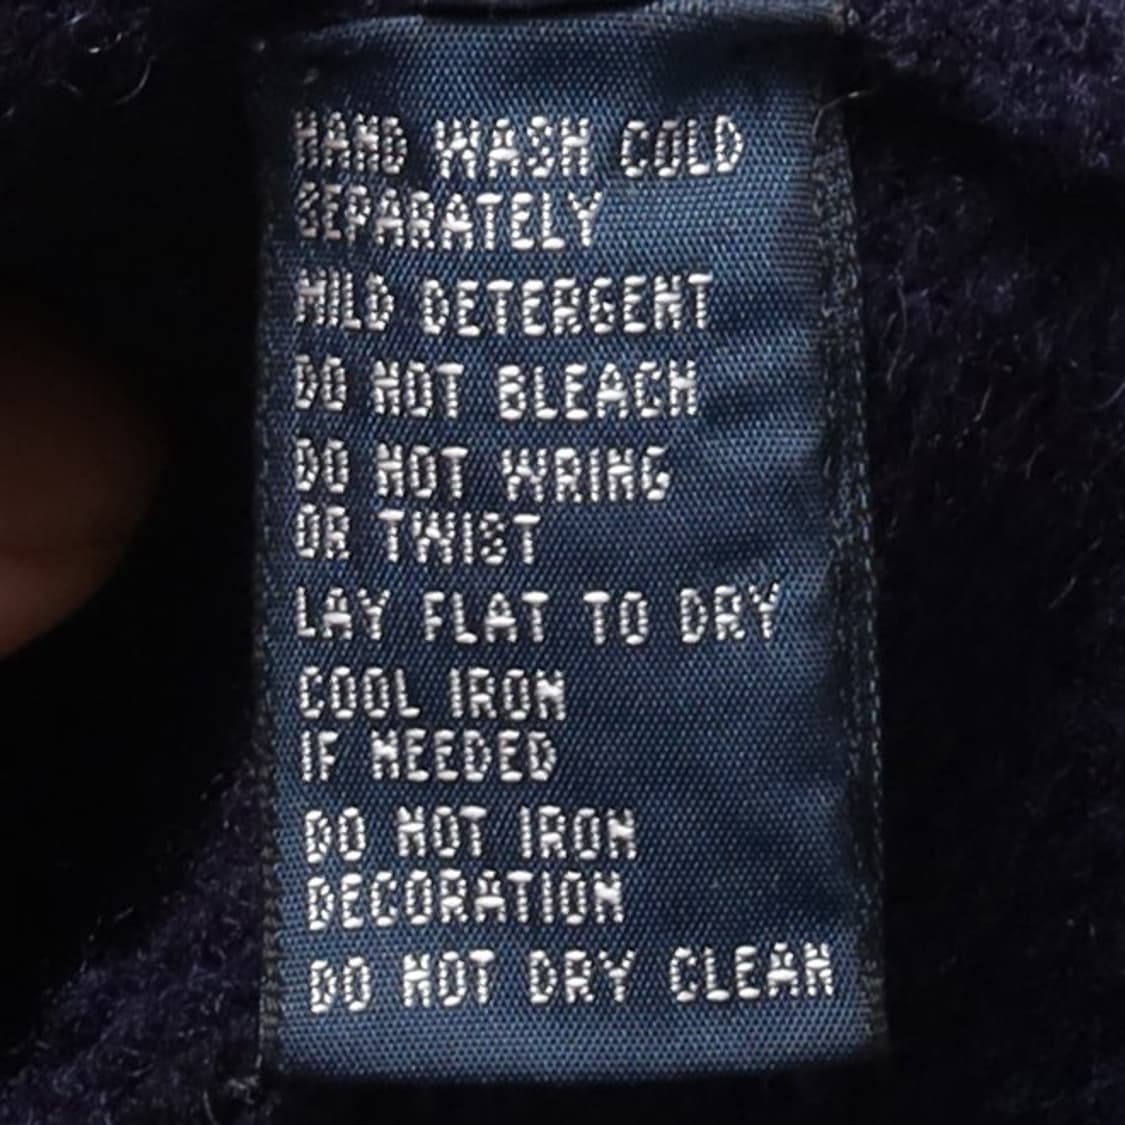 HAND WASH COLD
SEPARATELY
MILD DETERGENT
DO NOT BLEACH
DO NOT WRING
OR TWIST
LAY FLAT TO DRY
COOL IRON
IF NEEDED
DO NOT IRON
DECORATION
DO NOT DRY CLEAN